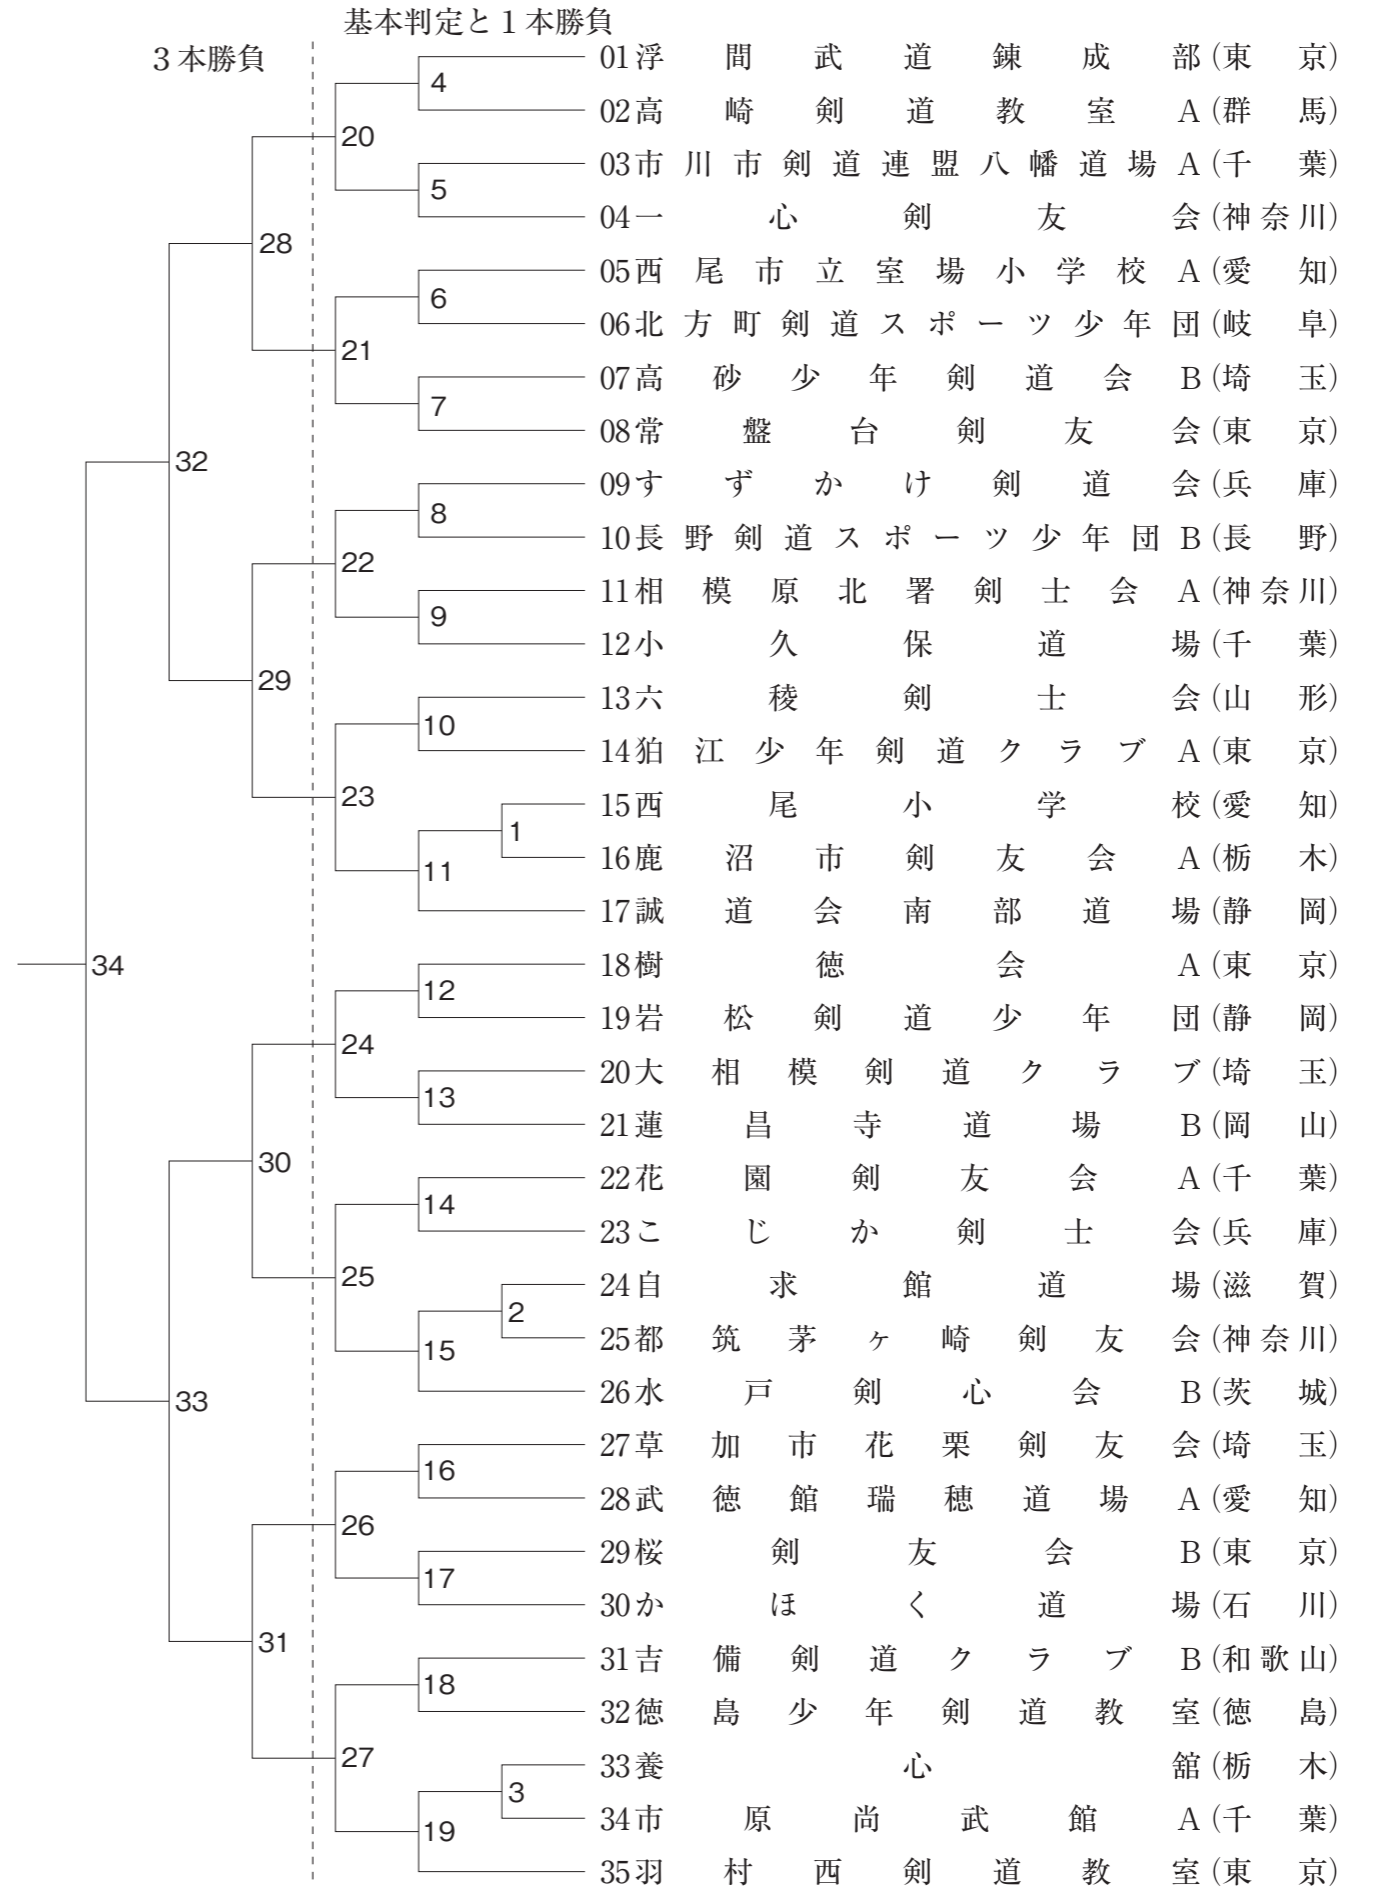 基本判定と1本勝負
3本勝負
01浮間武道錬成部(東京)
4
02高崎剣道教室A(群馬)
20
03市川市剣道連盟八幡道場A(千葉)
5
04一心剣友会(神奈川)
28
05西尾市立室場小学校A(愛知)
6
06北方町剣道スポーツ少年団(岐阜)
21
07高砂少年剣道会B(埼玉)
7
08常盤台剣友会(東京)
32
09すずかけ剣道会(兵庫)
8
10長野剣道スポーツ少年団B(長野)
22
11相模原北署剣士会A(神奈川)
9
12小久保道場(千葉)
29
13六稜剣士会(山形)
10
14狛江少年剣道クラブA(東京)
23
15西尾小学校(愛知)
1
16鹿沼市剣友会A(栃木)
11
17誠道会南部道場(静岡)
34
18樹徳会A(東京)
12
19岩松剣道少年団(静岡)
24
20大相模剣道クラブ(埼玉)
13
21蓮昌寺道場B(岡山)
30
22花園剣友会A(千葉)
14
23こじか剣士会(兵庫)
25
24自求館道場(滋賀)
2
25都筑茅ヶ崎剣友会(神奈川)
15
26水戸剣心会B(茨城)
33
27草加市花栗剣友会(埼玉)
16
28武徳館瑞穂道場A(愛知)
26
29桜剣友会B(東京)
17
30かほく道場(石川)
31
31吉備剣道クラブB(和歌山)
18
32徳島少年剣道教室(徳島)
27
33養心舘(栃木)
3
34市原尚武館A(千葉)
19
35羽村西剣道教室(東京)